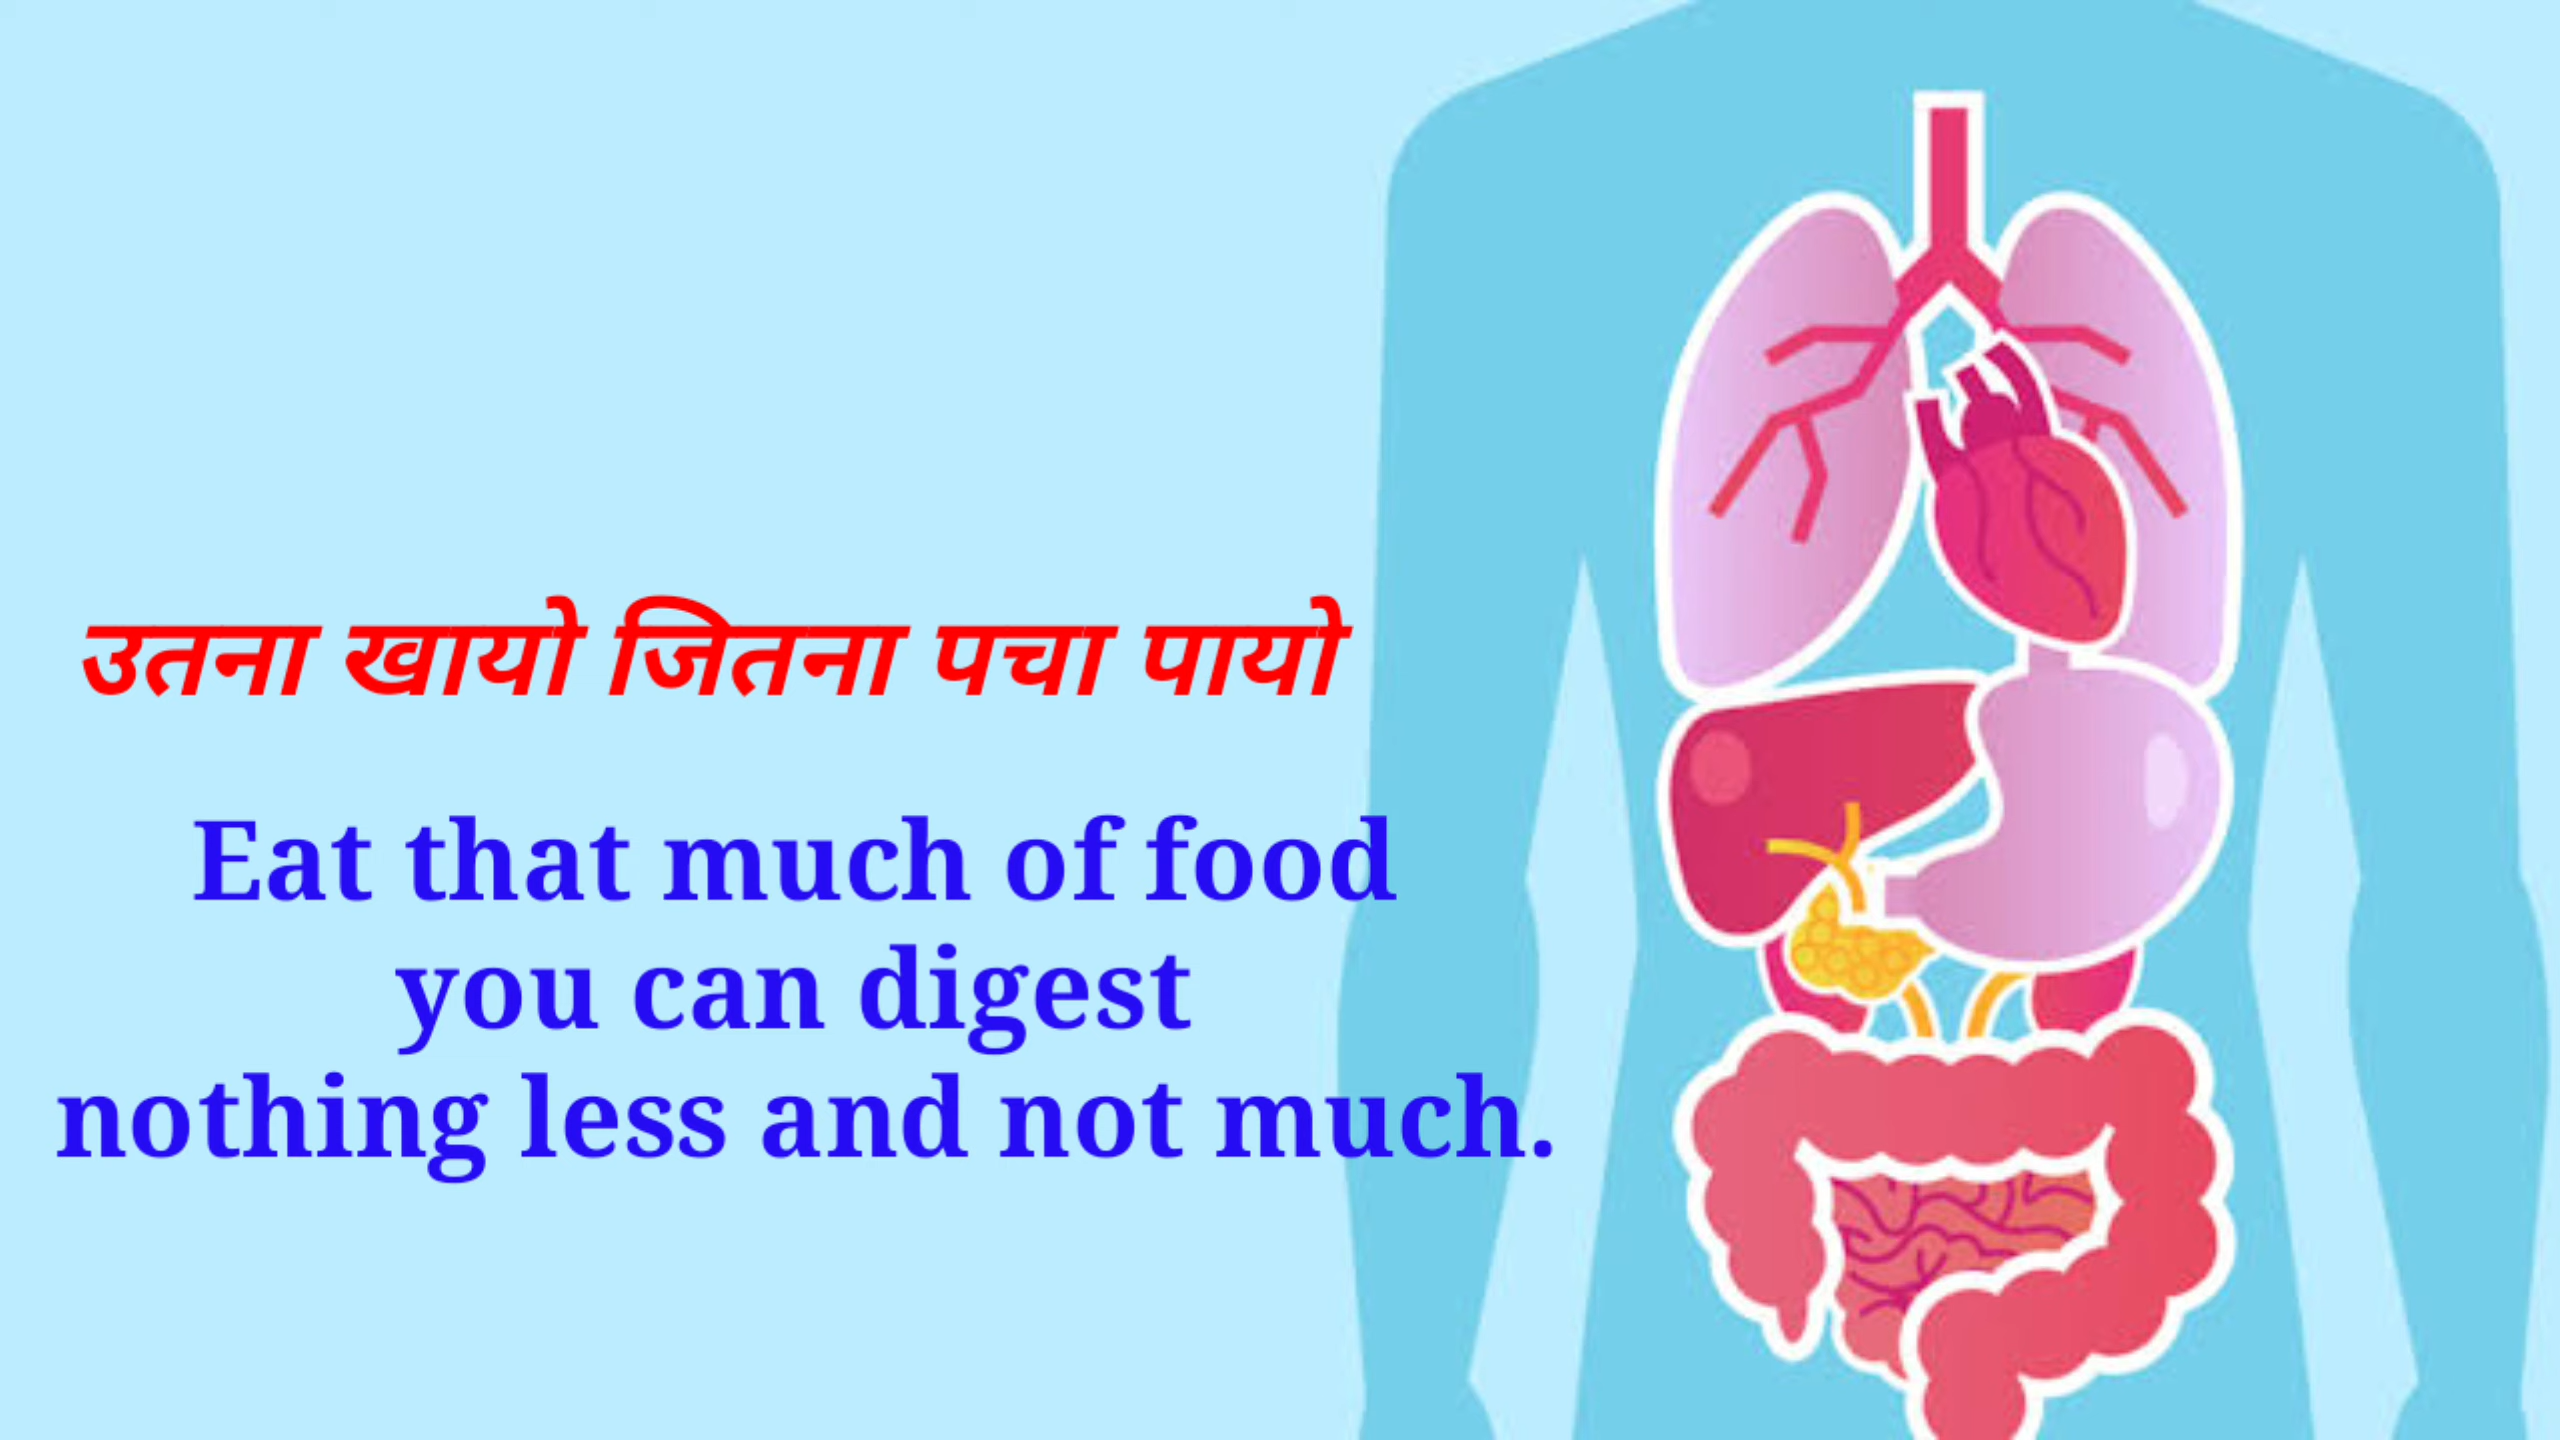 उतना खायो जितना पचा पायो
Eat that much of food
you can digest
nothing less and not much.